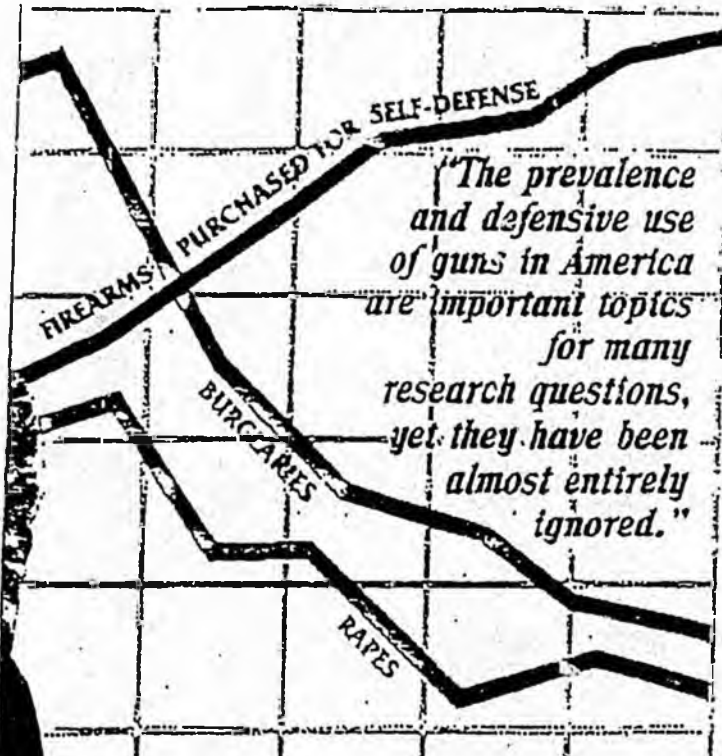 FIREARMS PURCHASED FOR SELF-DEFENSE
"The prevalence
and defensive use
of guns in America
are important topics
for many
research questions,
yet they have been
almost entirely
ignored."
BURGLARIES
RAPES